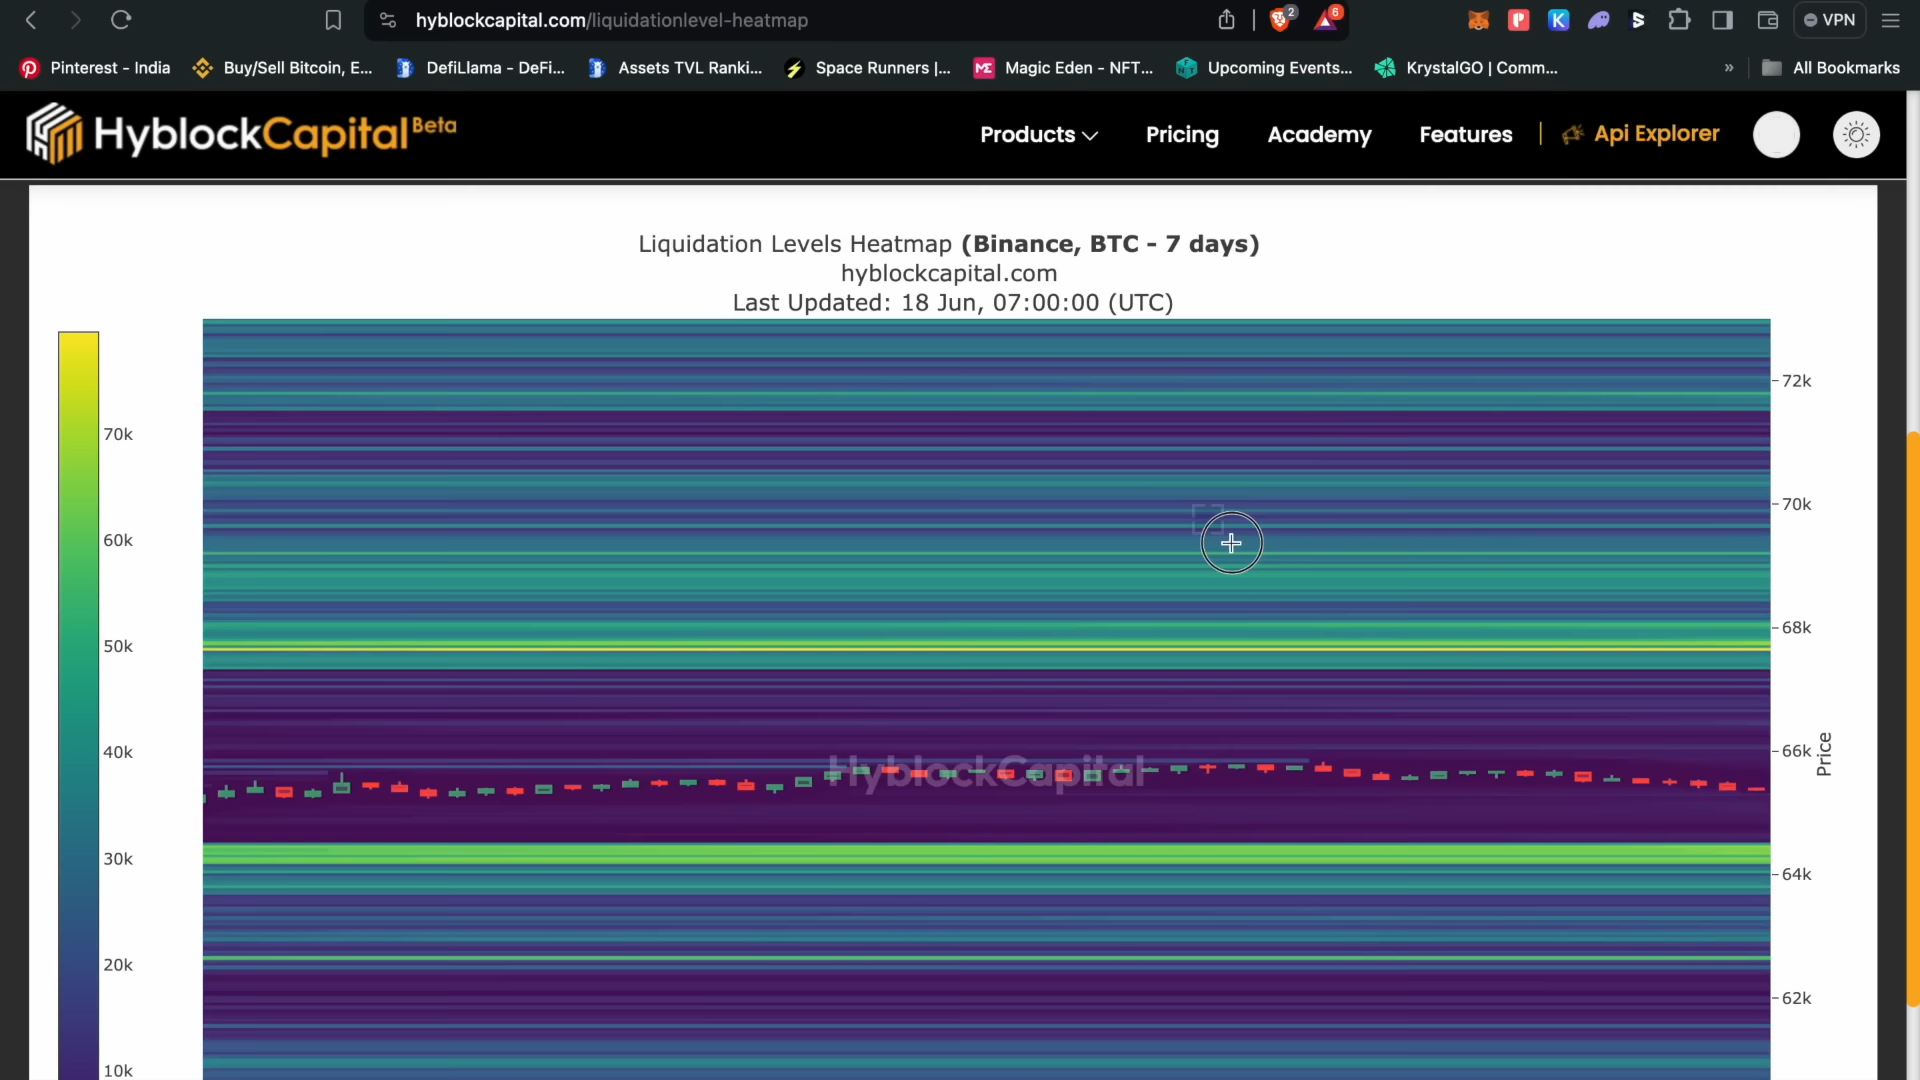 hyblockcapital.com/liquidationlevel-heatmap
2
6
VPN
Pinterest - India
Buy/Sell Bitcoin, E...
DefiLlama - DeFi...
Assets TVL Ranki...
Space Runners |...
Magic Eden - NFT...
Upcoming Events...
KrystalGO | Comm...
»
All Bookmarks
HyblockCapital Beta
Products
Pricing
Academy
Features
Api Explorer
Liquidation Levels Heatmap (Binance, BTC - 7 days)
hyblockcapital.com
Last Updated: 18 Jun, 07:00:00 (UTC)
70k
60k
50k
40k
30k
20k
10k
HyblockCapital
72k
70k
68k
66k
64k
62k
Price